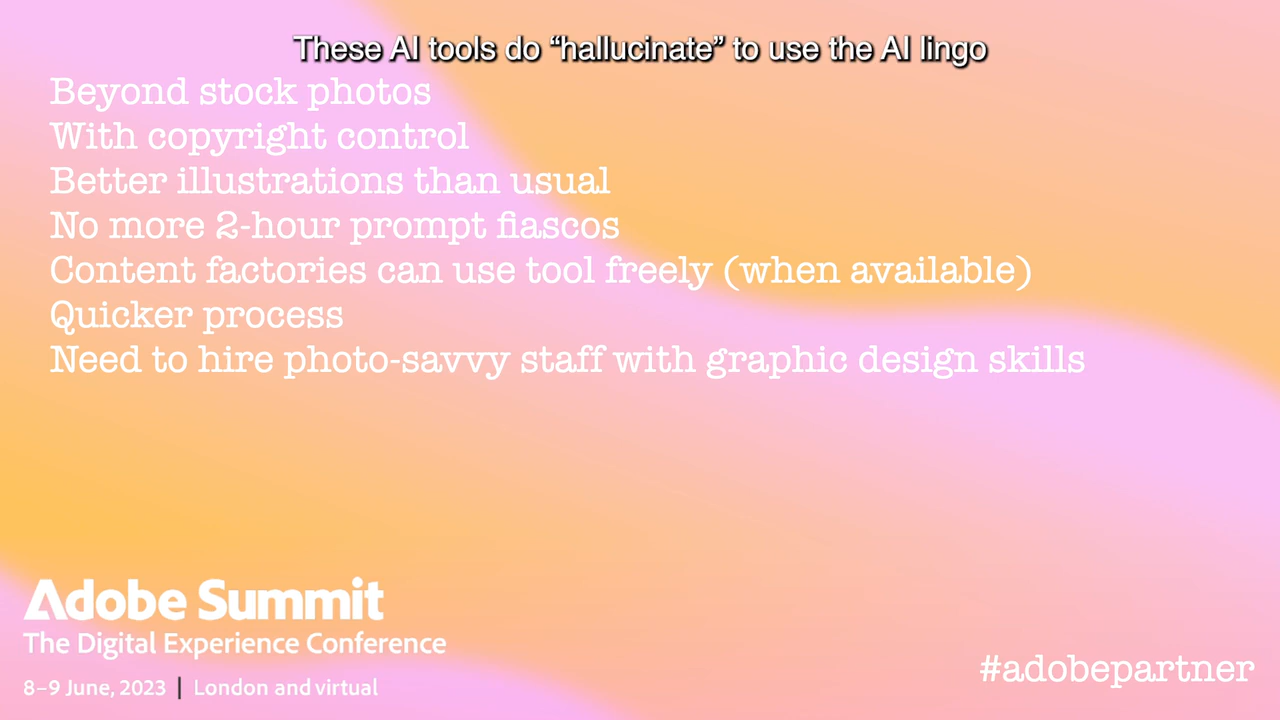 These AI tools do “hallucinate” to use the AI lingo
Beyond stock photos
With copyright control
Better illustrations than usual
No more 2-hour prompt fiascos
Content factories can use tool freely (when available)
Quicker process
Need to hire photo-savvy staff with graphic design skills
Adobe Summit
The Digital Experience Conference
8–9 June, 2023 | London and virtual
#adobepartner